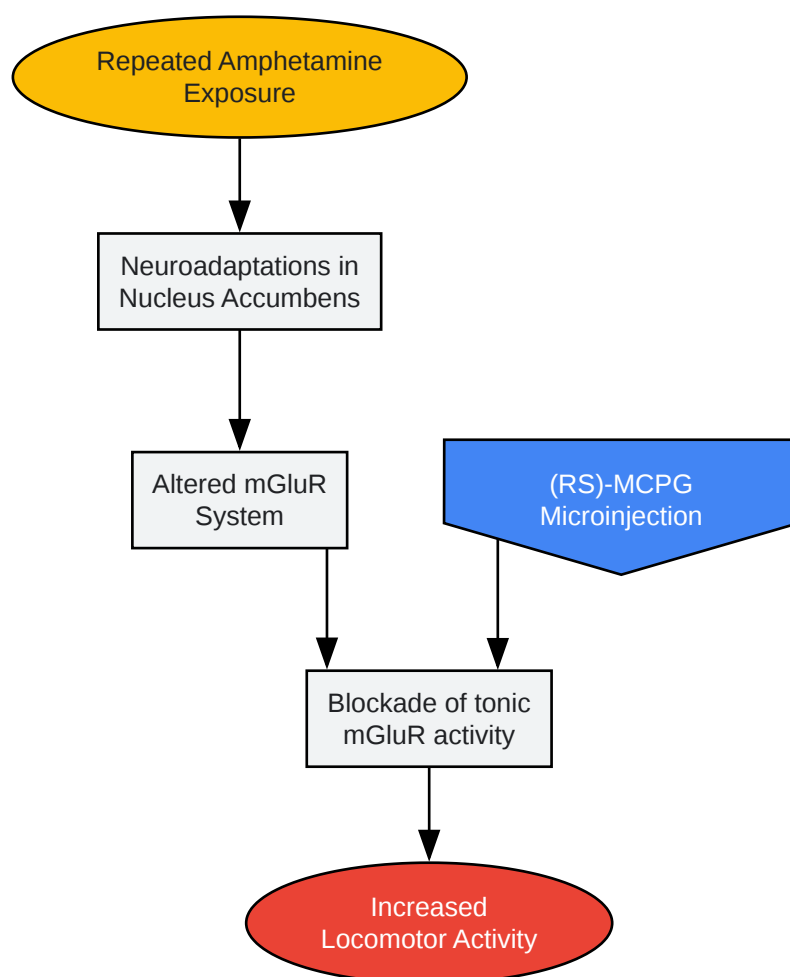 Repeated Amphetamine
Exposure
Neuroadaptations in
Nucleus Accumbens
Altered mGluR
System
(RS)-MCPG
Microinjection
Blockade of tonic
mGluR activity
Increased
Locomotor Activity